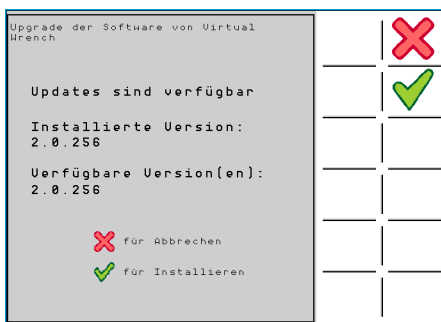 Upgrade der Software von Virtual
Wrench
Updates sind verfügbar
Installierte Version:
2.0.256
Verfügbare Version(en):
2.0.256
für Abbrechen
für Installieren